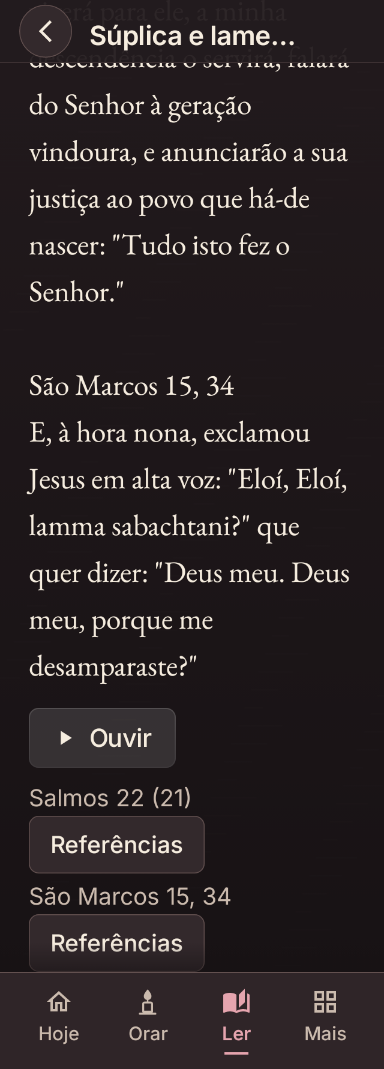 Súplica e lame...
descendência o servirá, falará
do Senhor à geração
vindoura, e anunciarão a sua
justiça ao povo que há-de
nascer: "Tudo isto fez o
Senhor."
São Marcos 15, 34
E, à hora nona, exclamou
Jesus em alta voz: "Eloí, Eloí,
lamma sabachtani?" que
quer dizer: "Deus meu. Deus
meu, porque me
desamparaste?"
Ouvir
Salmos 22 (21)
Referências
São Marcos 15, 34
Referências
Hoje
Orar
Ler
Mais